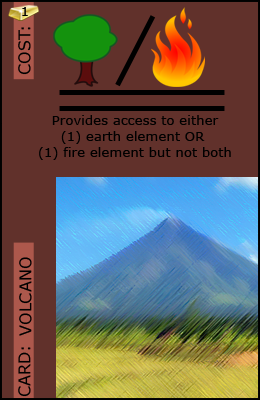 1
COST:
Provides access to either
(1) earth element OR
(1) fire element but not both
CARD: VOLCANO